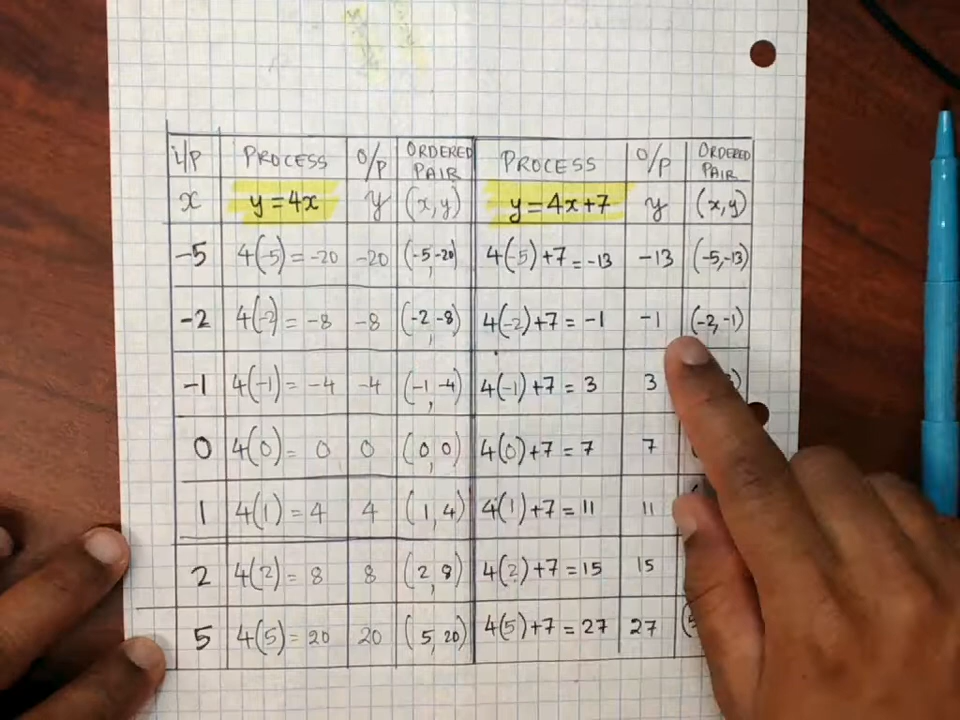 I/P PROCESS O/P ORDERED PAIR PROCESS O/P ORDERED PAIR
x y = 4x y (x,y) y = 4x+7 y (x,y)
-5 4(-5) = -20 -20 (-5,-20) 4(-5)+7 = -13 -13 (-5,-13)
-2 4(-2) = -8 -8 (-2,-8) 4(-2)+7 = -1 -1 (-2,-1)
-1 4(-1) = -4 -4 (-1,-4) 4(-1)+7 = 3 3
0 4(0) = 0 0 (0,0) 4(0)+7 = 7 7
1 4(1) = 4 4 (1,4) 4(1)+7 = 11 11
2 4(2) = 8 8 (2,8) 4(2)+7 = 15 15
5 4(5) = 20 20 (5,20) 4(5)+7 = 27 27